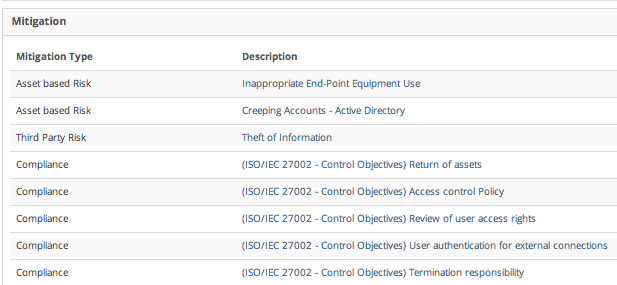 Mitigation
Mitigation Type Description
Asset based Risk Inappropriate End-Point Equipment Use
Asset based Risk Creeping Accounts - Active Directory
Third Party Risk Theft of Information
Compliance (ISO/IEC 27002 - Control Objectives) Return of assets
Compliance (ISO/IEC 27002 - Control Objectives) Access control Policy
Compliance (ISO/IEC 27002 - Control Objectives) Review of user access rights
Compliance (ISO/IEC 27002 - Control Objectives) User authentication for external connections
Compliance (ISO/IEC 27002 - Control Objectives) Termination responsibility